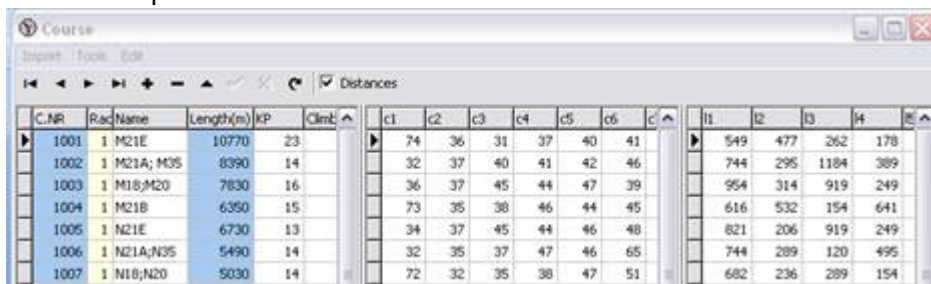 Course
Import Tools Edit
Distances
C.NR Rac Name Length(m) KP Climb c1 c2 c3 c4 c5 c6 c l1 l2 l3 l4 l5
1001 1 M21E 10770 23 74 36 31 37 40 41 549 477 262 178
1002 1 M21A; M35 8390 14 32 37 40 41 42 46 744 295 1184 389
1003 1 M18;M20 7830 16 36 37 45 44 47 39 954 314 919 249
1004 1 M21B 6350 15 73 35 38 46 44 45 616 532 154 641
1005 1 N21E 6730 13 34 37 45 44 46 48 821 206 919 249
1006 1 N21A;N35 5490 14 32 35 37 47 46 65 744 289 120 495
1007 1 N18;N20 5030 14 72 32 35 38 47 51 682 236 289 154